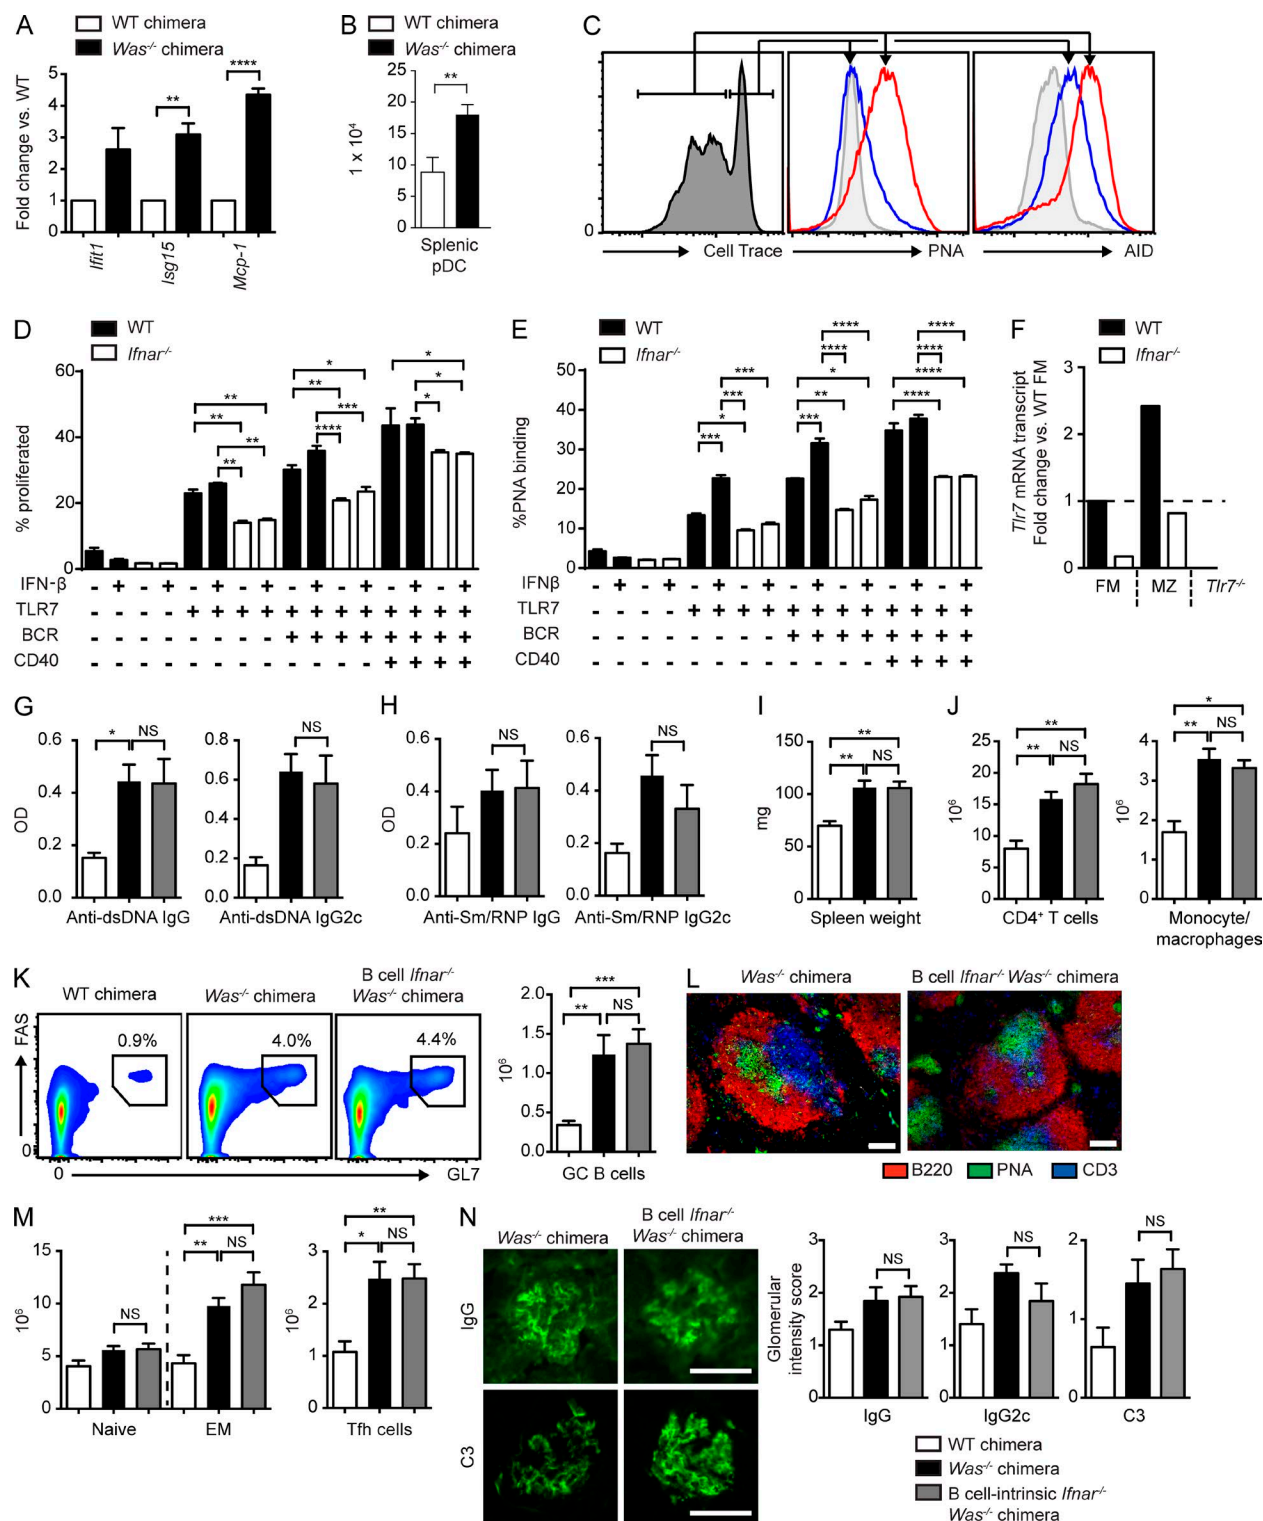 A
WT chimera
Was-/- chimera
Fold change vs. WT
0
1
2
3
4
5
**
****
Ifit1
Isg15
Mcp-1
B
WT chimera
Was-/- chimera
1 x 10⁴
25
20
15
10
5
0
**
Splenic
pDC
C
Cell Trace
PNA
AID
D
WT
Ifnar-/-
% proliferated
60
40
20
0
** ** ** **
* ** *** ****
* * *
IFN-β - + - + - + - + - + - + - + - +
TLR7 - - - - + + + + + + + + + + + +
BCR - - - - - - - - + + + + + + + +
CD40 - - - - - - - - - - - - + + + +
E
WT
Ifnar-/-
%PNA binding
50
40
30
20
10
0
*** *** * ***
**** **** * ** ***
**** **** **** ****
IFNβ - + - + - + - + - + - + - + - +
TLR7 - - - - + + + + + + + + + + + +
BCR - - - - - - - - + + + + + + + +
CD40 - - - - - - - - - - - - + + + +
F
WT
Ifnar-/-
Tlr7 mRNA transcript
Fold change vs. WT FM
3
2
1
0
FM MZ Tlr7-/-
G
OD
0.6
0.4
0.2
0.0
* NS
Anti-dsDNA IgG
0.8
0.6
0.4
0.2
0.0
NS
Anti-dsDNA IgG2c
H
OD
0.6
0.4
0.2
0.0
NS
Anti-Sm/RNP IgG
0.6
0.4
0.2
0.0
NS
Anti-Sm/RNP IgG2c
I
mg
150
100
50
0
**
** NS
Spleen weight
J
10⁶
25
20
15
10
5
0
**
** NS
CD4⁺ T cells
10⁶
4
3
2
1
0
*
** NS
Monocyte/
macrophages
K
WT chimera
Was-/- chimera
B cell Ifnar-/-
Was-/- chimera
FAS
0
0.9%
4.0%
4.4%
0
GL7
10⁶
2.0
1.5
1.0
0.5
0.0
***
** NS
GC B cells
L
Was-/- chimera
B cell Ifnar-/- Was-/- chimera
B220 PNA CD3
M
10⁶
15
10
5
0
NS
***
** NS
Naive EM
10⁶
3
2
1
0
**
* NS
Tfh cells
N
Was-/- chimera
B cell Ifnar-/-
Was-/- chimera
IgG
C3
Glomerular
intensity score
3
2
1
0
NS
IgG
3
2
1
0
NS
IgG2c
2
1
0
NS
C3
WT chimera
Was-/- chimera
B cell-intrinsic Ifnar-/-
Was-/- chimera